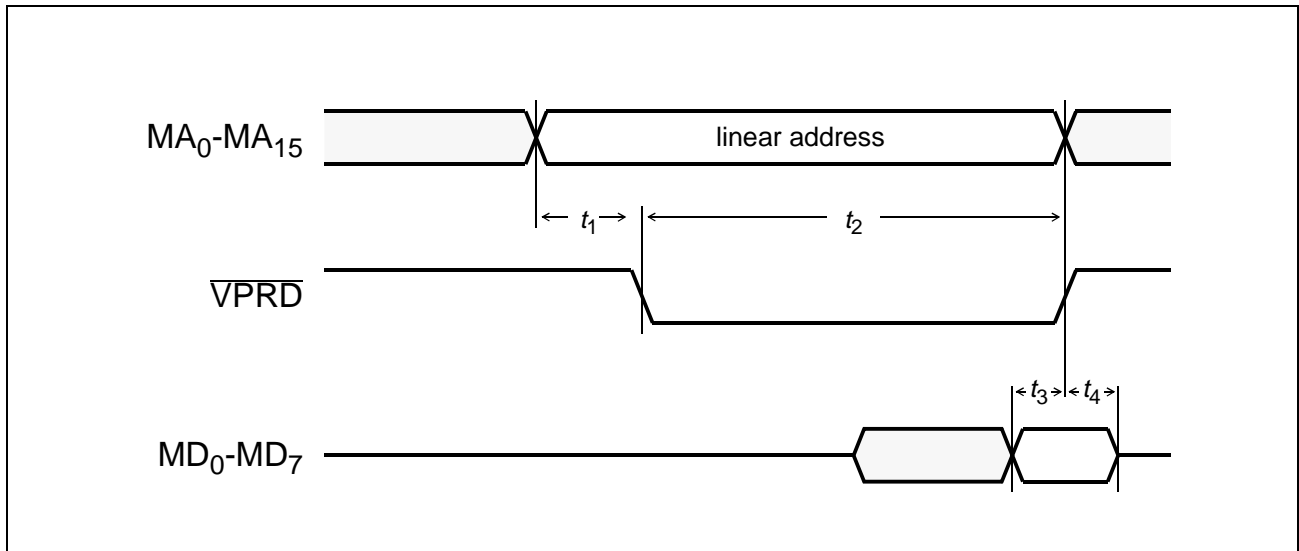 MA0-MA15
linear address
t1
t2
VPRD
t3
t4
MD0-MD7